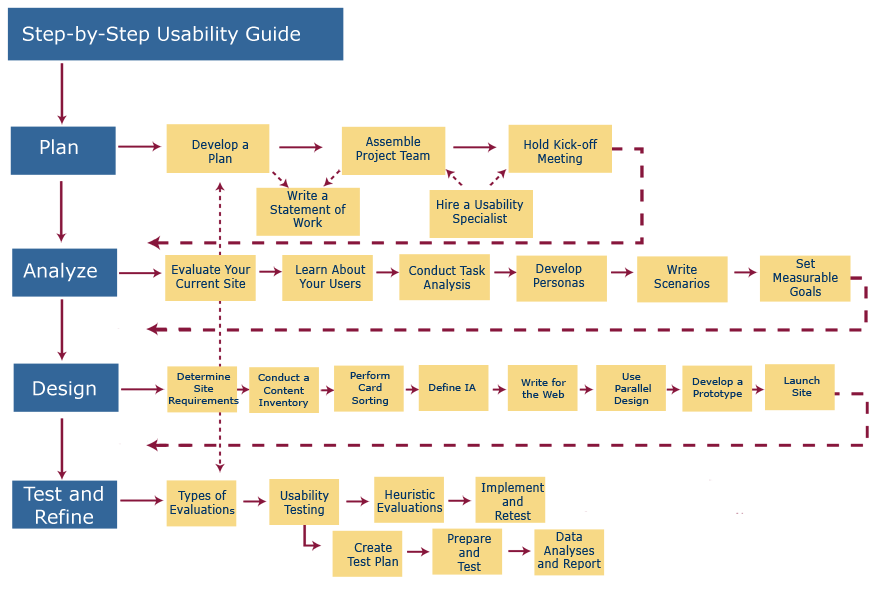 Step-by-Step Usability Guide
Plan
Develop a
Plan
Assemble
Project Team
Hold Kick-off
Meeting
Write a
Statement of
Work
Hire a Usability
Specialist
Analyze
Evaluate Your
Current Site
Learn About
Your Users
Conduct Task
Analysis
Develop
Personas
Write
Scenarios
Set
Measurable
Goals
Design
Determine
Site
Requirements
Conduct a
Content
Inventory
Perform
Card
Sorting
Define IA
Write for
the Web
Use
Parallel
Design
Develop a
Prototype
Launch
Site
Test and
Refine
Types of
Evaluations
Usability
Testing
Heuristic
Evaluations
Implement
and
Retest
Create
Test Plan
Prepare
and
Test
Data
Analyses
and Report